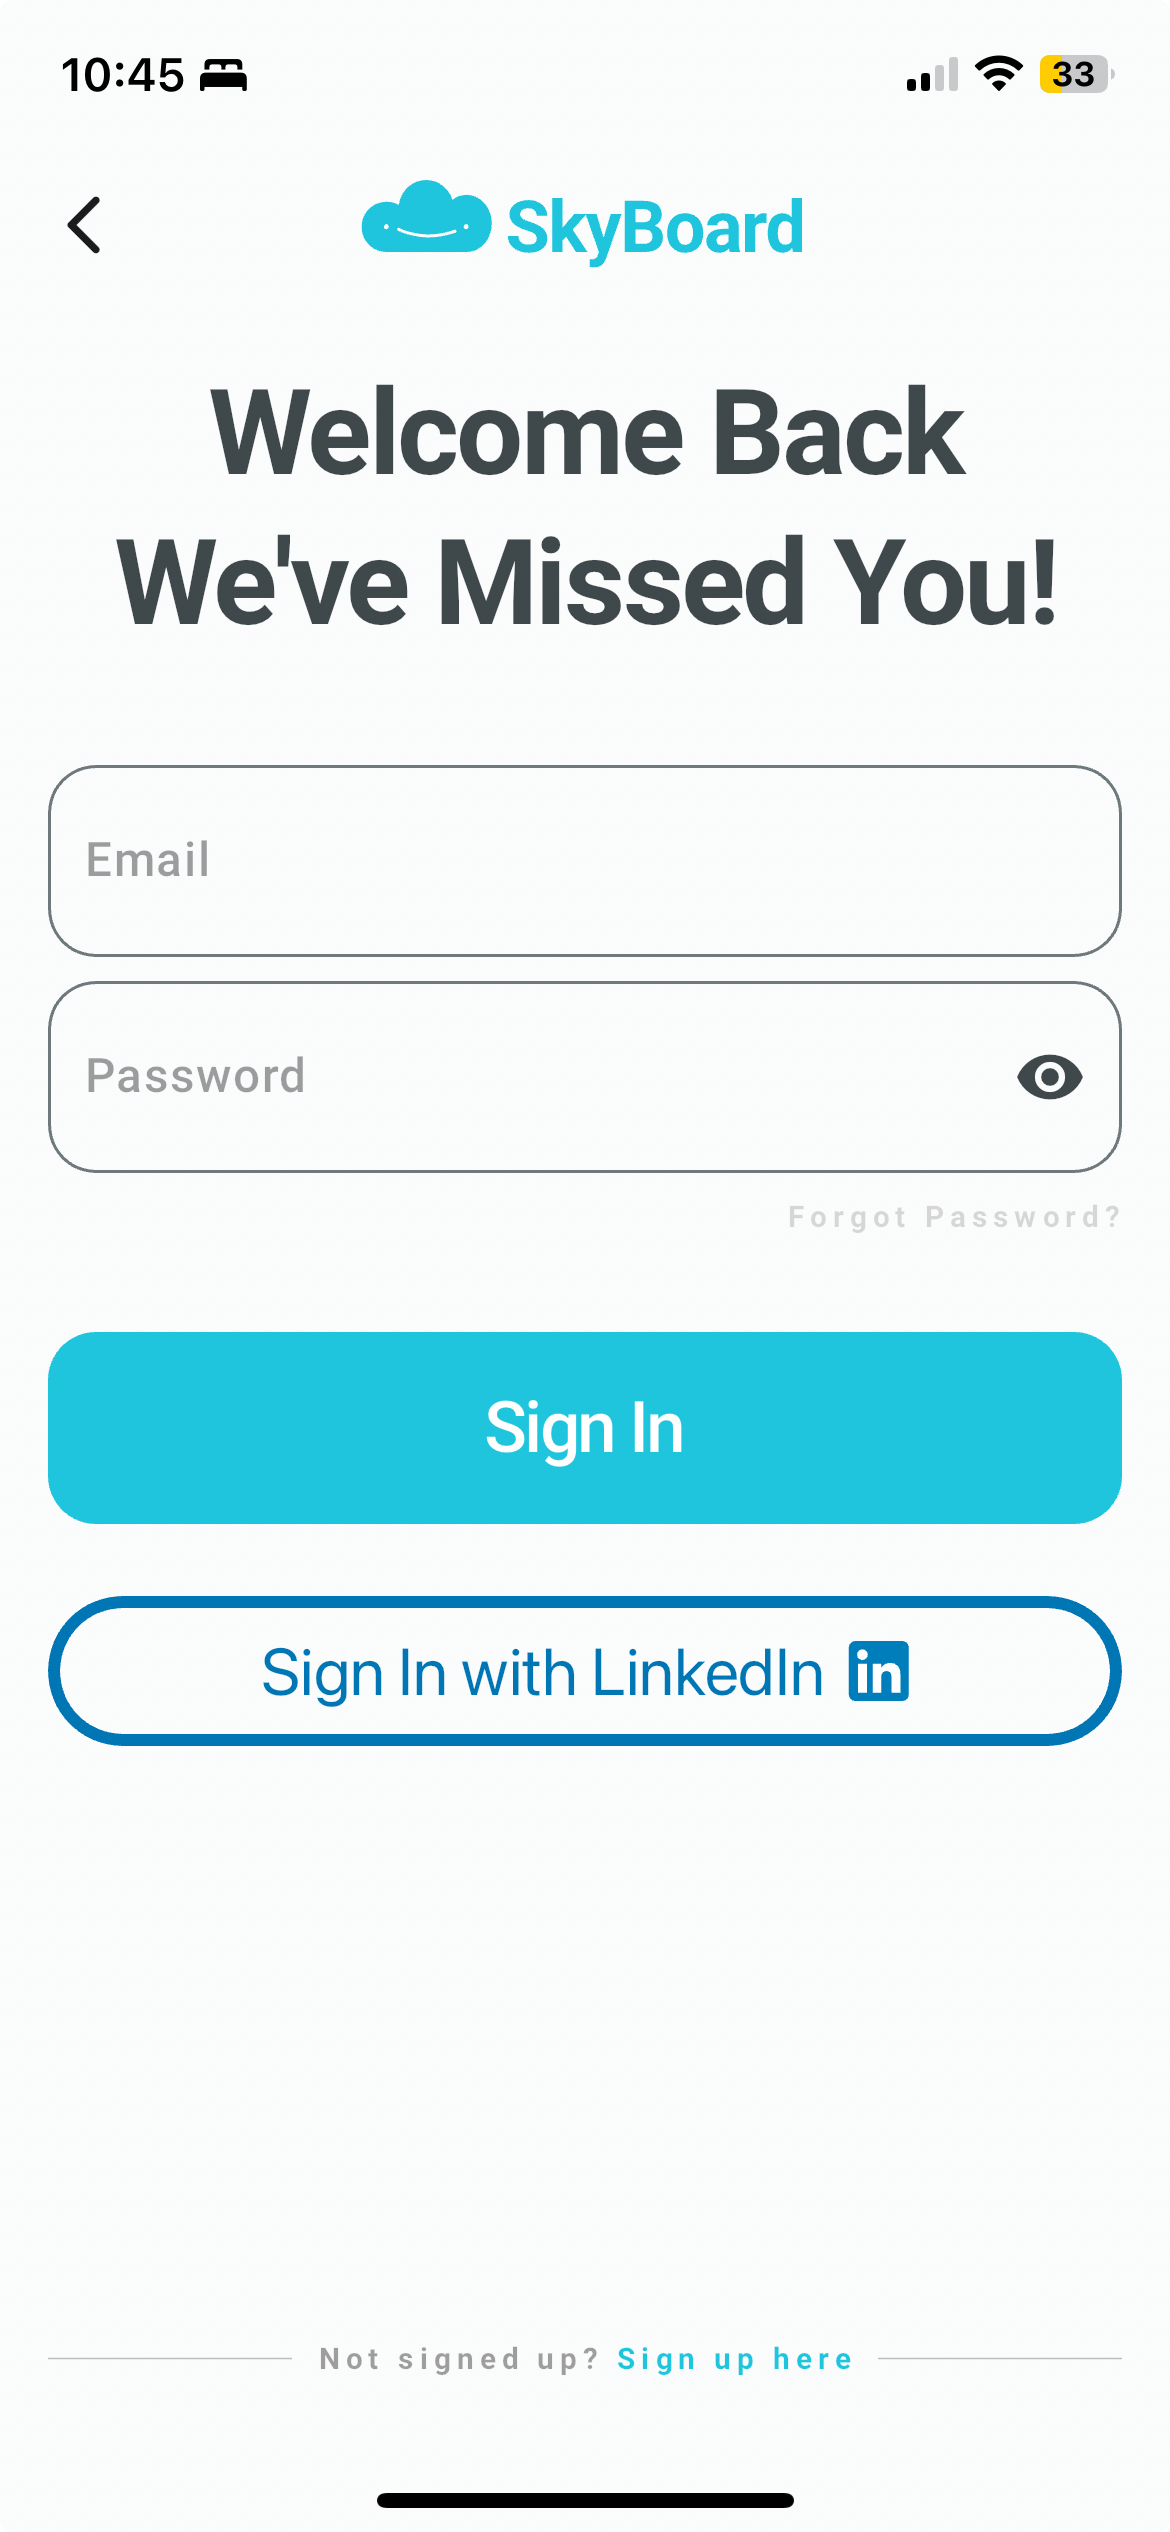 10:45
33
SkyBoard
Welcome Back
We've Missed You!
Email
Password
Forgot Password?
Sign In
Sign In with LinkedIn in
Not signed up? Sign up here